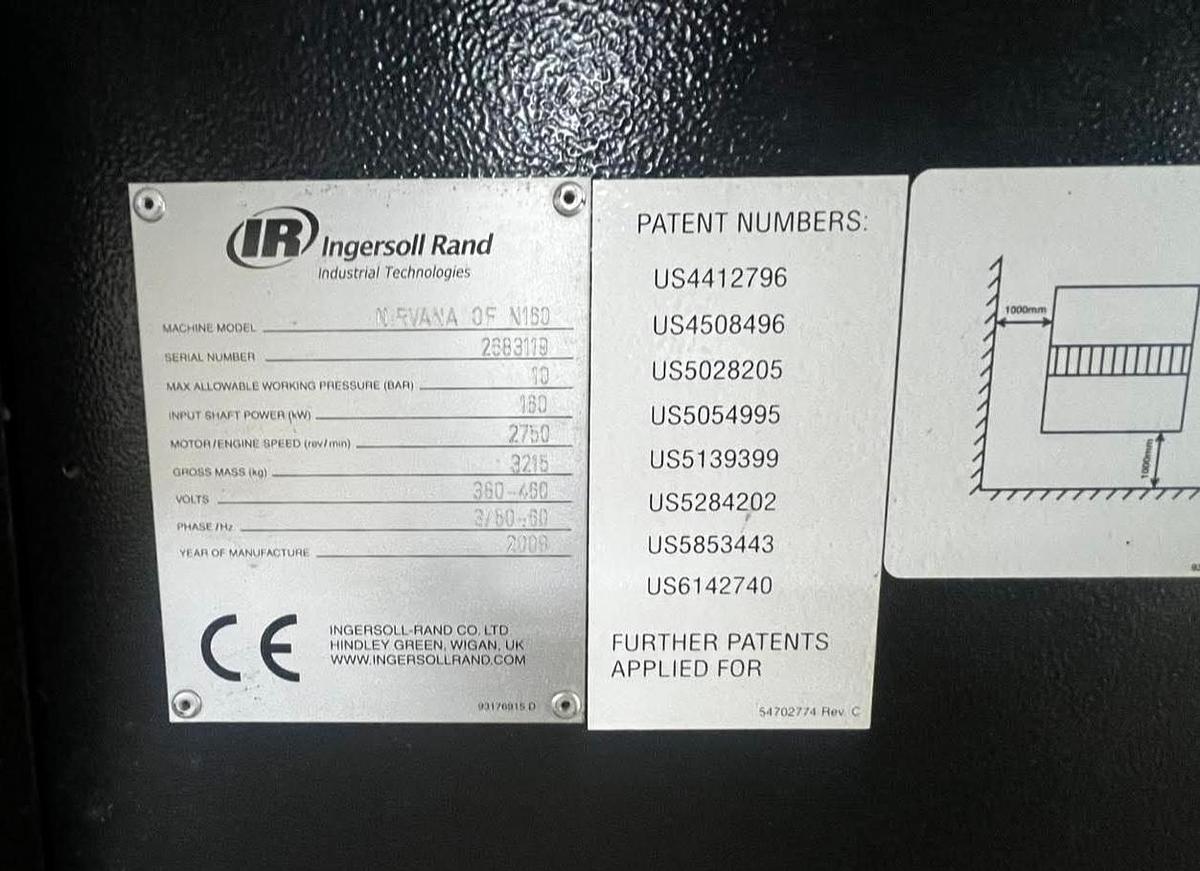 IR Ingersoll Rand
Industrial Technologies
MACHINE MODEL NIRVANA OF N160
SERIAL NUMBER
MAX ALLOWABLE WORKING PRESSURE (BAR) 10
INPUT SHAFT POWER (kW) 160
MOTOR/ENGINE SPEED (rev/min) 2750
GROSS MASS (kg) 3215
VOLTS 380-460
PHASE/Hz 3/50-60
YEAR OF MANUFACTURE
CE
INGERSOLL-RAND CO. LTD
HINDLEY GREEN, WIGAN, UK
WWW.INGERSOLLRAND.COM
93176915 D
PATENT NUMBERS:
US4412796
US4508496
US5028205
US5054995
US5139399
US5284202
US5853443
US6142740
FURTHER PATENTS
APPLIED FOR
54702774 Rev. C
1000mm
1000mm